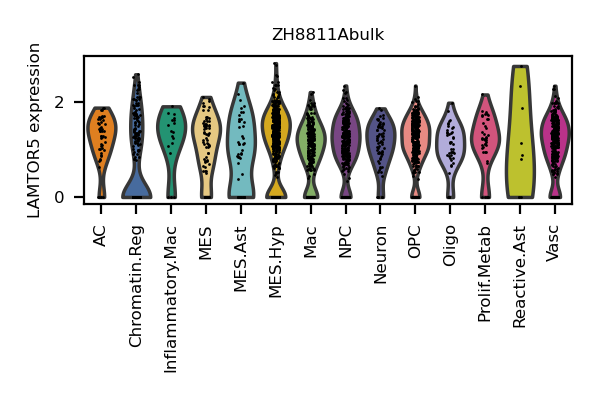 ZH8811Abulk
LAMTOR5 expression
2
0
AC
Chromatin.Reg
Inflammatory.Mac
MES
MES.Ast
MES.Hyp
Mac
NPC
Neuron
OPC
Oligo
Prolif.Metab
Reactive.Ast
Vasc